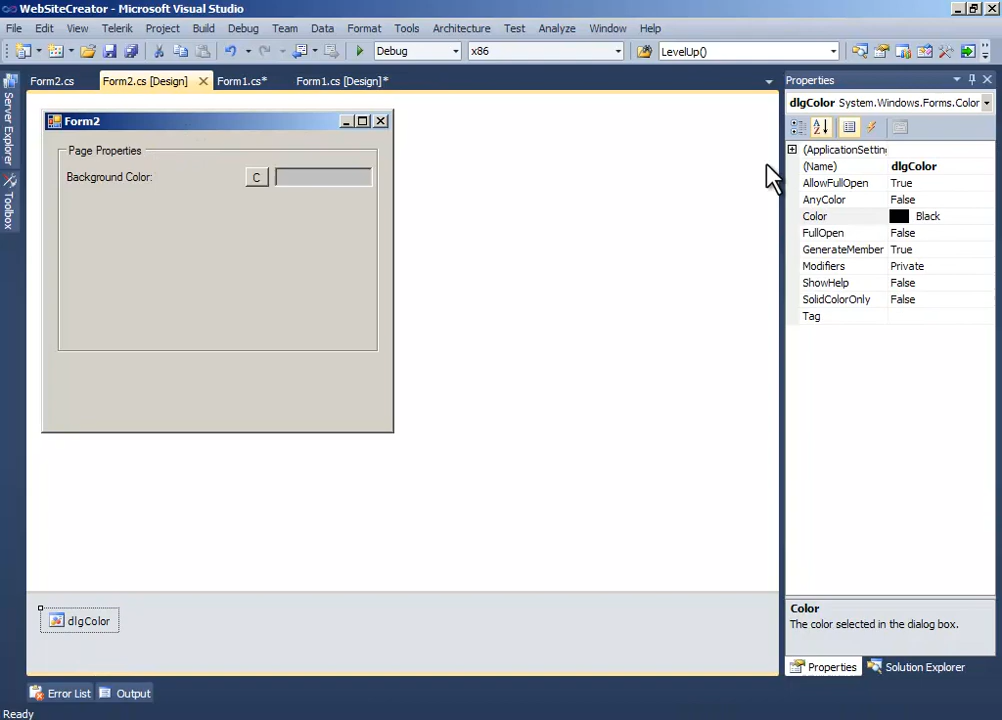 WebSiteCreator - Microsoft Visual Studio
File Edit View Telerik Project Build Debug Team Data Format Tools Architecture Test Analyze Window Help
Debug x86 LevelUp()
Form2.cs Form2.cs [Design] Form1.cs* Form1.cs [Design]*
Server Explorer
Toolbox
Form2
Page Properties
Background Color: C
dlgColor
Properties
dlgColor System.Windows.Forms.Color
(ApplicationSettin
(Name) dlgColor
AllowFullOpen True
AnyColor False
Color Black
FullOpen False
GenerateMember True
Modifiers Private
ShowHelp False
SolidColorOnly False
Tag
Color
The color selected in the dialog box.
Properties Solution Explorer
Error List Output
Ready